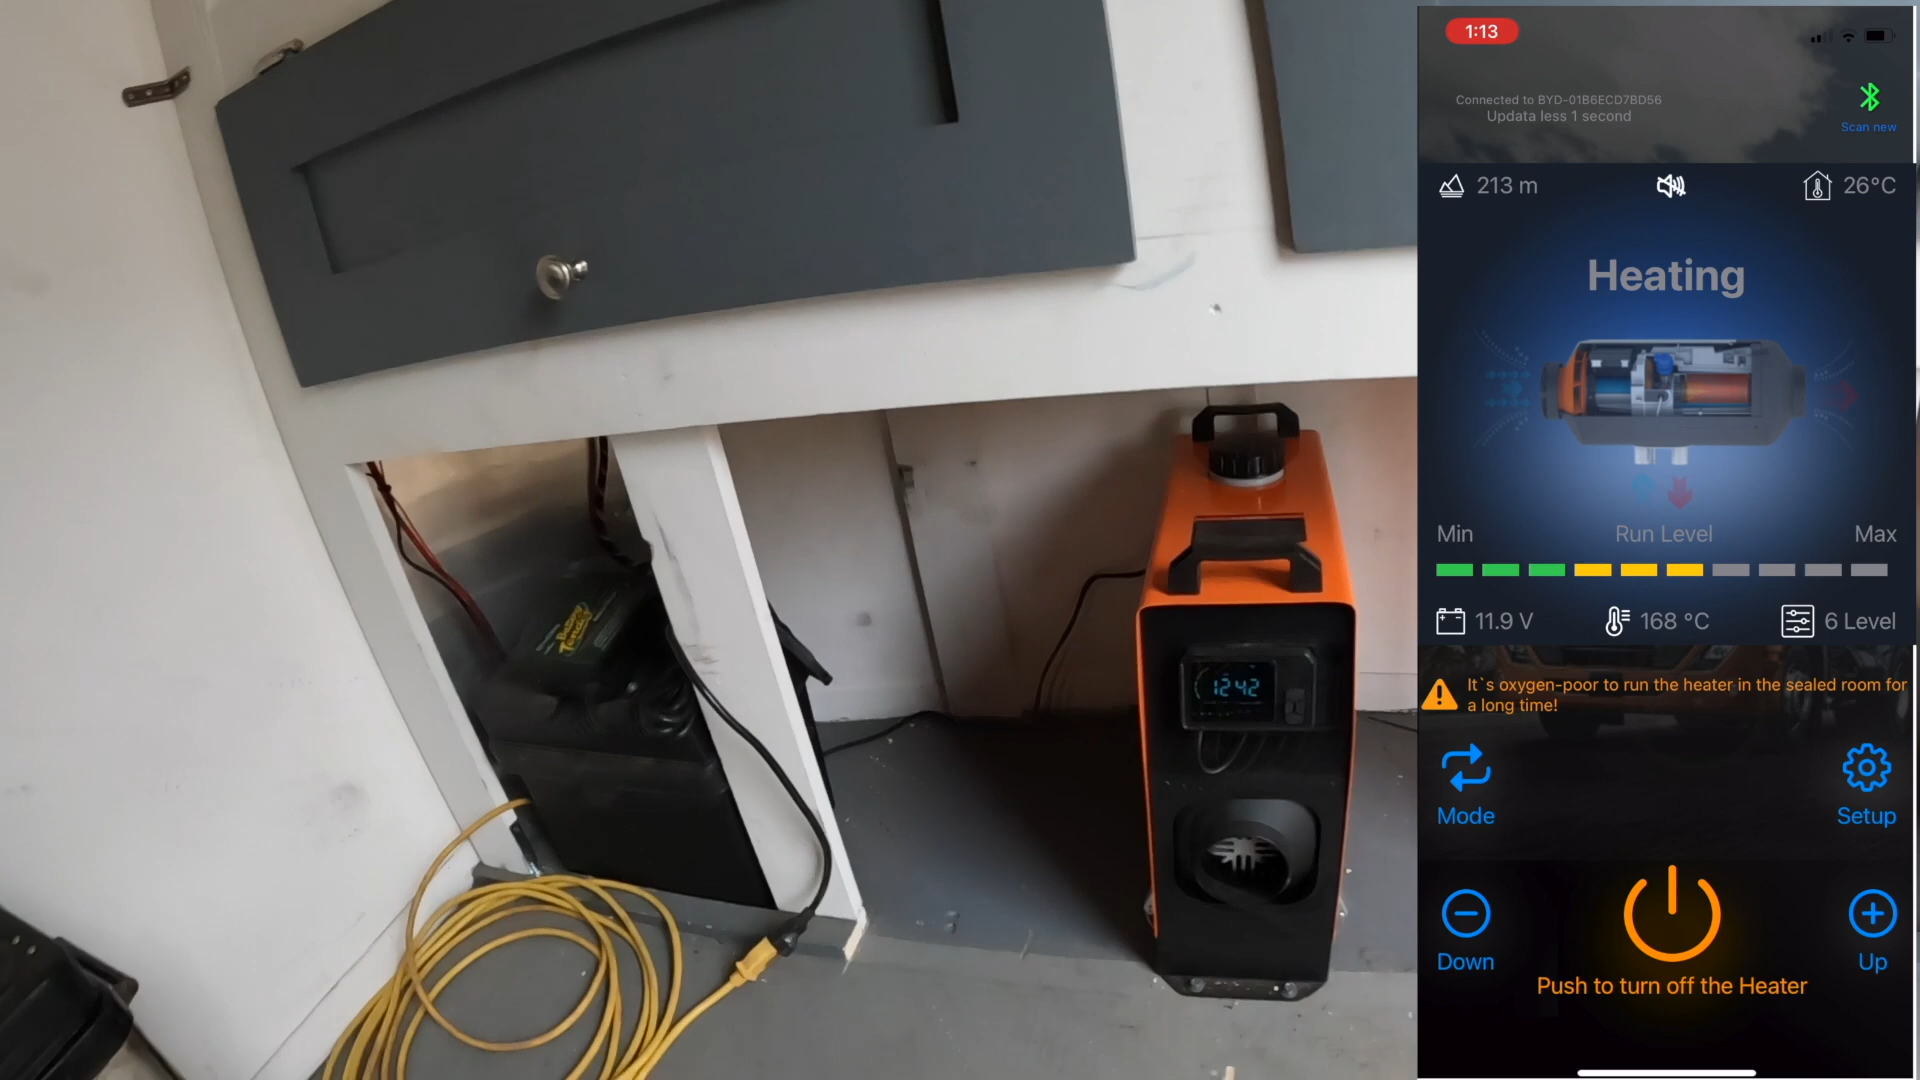 Battery
Tender
12 42
1:13
Connected to BYD-01B6ECD7BD56
Updata less 1 second
Scan new
213 m
26°C
Heating
Min
Run Level
Max
11.9 V
168 °C
6 Level
It`s oxygen-poor to run the heater in the sealed room for
a long time!
Mode
Setup
Down
Up
Push to turn off the Heater